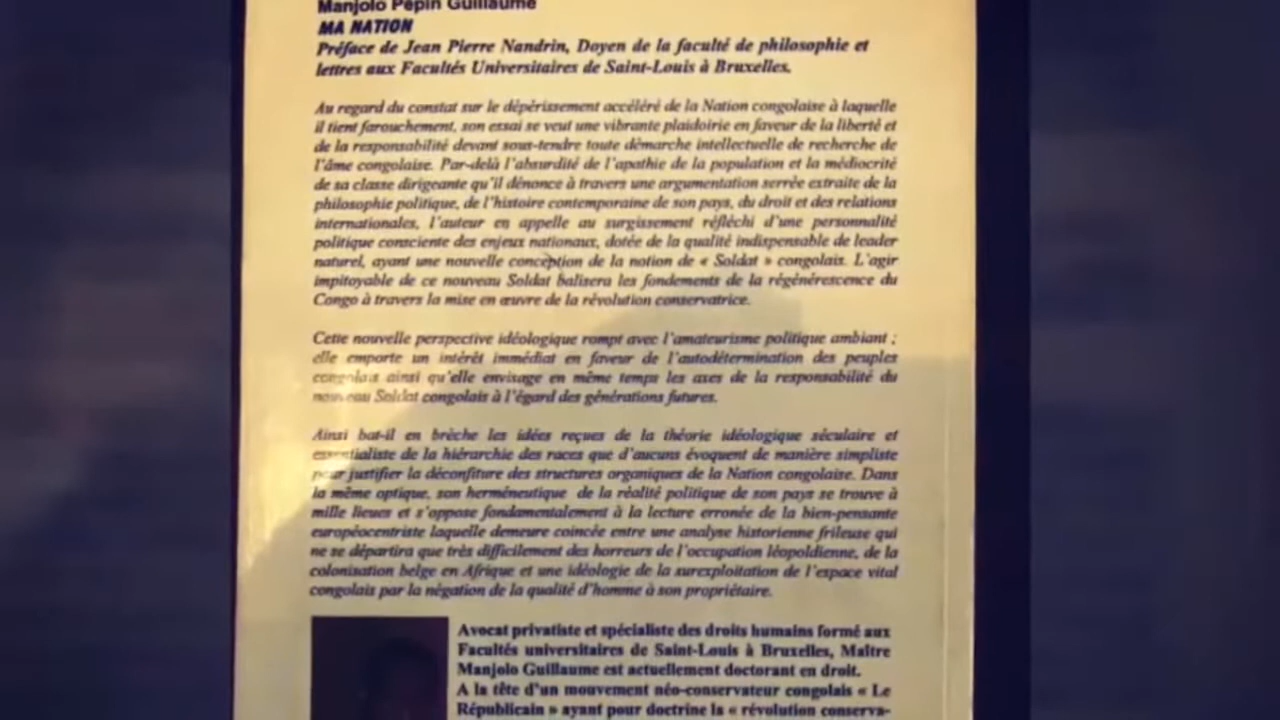 Manjolo Pepin Guillaume
MA NATION
Préface de Jean Pierre Nandrin, Doyen de la faculté de philosophie et
lettres aux Facultés Universitaires de Saint-Louis à Bruxelles.
Au regard du constat sur le dépérissement accéléré de la Nation congolaise à laquelle
il tient farouchement, son essai se veut une vibrante plaidoirie en faveur de la liberté et
de la responsabilité devant sous-tendre toute démarche intellectuelle de recherche de
l'âme congolaise. Par-delà l'absurdité de l'apathie de la population et la médiocrité
de sa classe dirigeante qu'il dénonce à travers une argumentation serrée extraite de la
philosophie politique, de l'histoire contemporaine de son pays, du droit et des relations
internationales, l'auteur en appelle au surgissement réfléchi d'une personnalité
politique consciente des enjeux nationaux, dotée de la qualité indispensable de leader
naturel, ayant une nouvelle conception de la notion de « Soldat » congolais. L'agir
impitoyable de ce nouveau Soldat balisera les fondements de la régénérescence du
Congo à travers la mise en œuvre de la révolution conservatrice.
Cette nouvelle perspective idéologique rompt avec l'amateurisme politique ambiant ;
elle emporte un intérêt immédiat en faveur de l'autodétermination des peuples
congolais ainsi qu'elle envisage en même temps les axes de la responsabilité du
nouveau Soldat congolais à l'égard des générations futures.
Ainsi bat-il en brèche les idées reçues de la théorie idéologique séculaire et
essentialiste de la hiérarchie des races que d'aucuns évoquent de manière simpliste
pour justifier la déconfiture des structures organiques de la Nation congolaise. Dans
la même optique, son herméneutique de la réalité politique de son pays se trouve à
mille lieues et s'oppose fondamentalement à la lecture erronée de la bien-pensante
européocentriste laquelle demeure coincée entre une analyse historienne frileuse qui
ne se départira que très difficilement des horreurs de l'occupation léopoldienne, de la
colonisation belge en Afrique et une idéologie de la surexploitation de l'espace vital
congolais par la négation de la qualité d'homme à son propriétaire.
Avocat privatiste et spécialiste des droits humains formé aux
Facultés universitaires de Saint-Louis à Bruxelles, Maître
Manjolo Guillaume est actuellement doctorant en droit.
A la tête d'un mouvement néo-conservateur congolais « Le
Républicain » ayant pour doctrine la « révolution conserva-